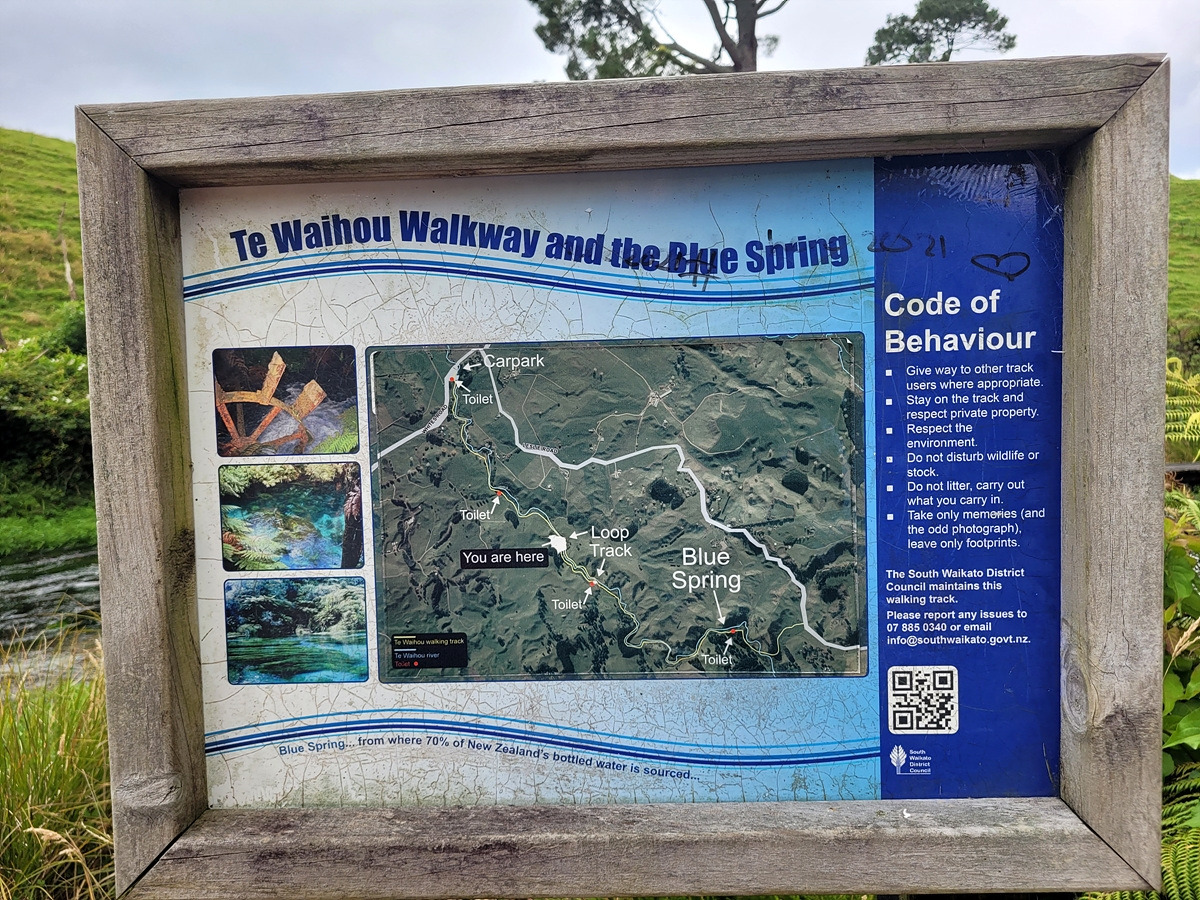 Te Waihou Walkway and the Blue Spring
2021
Carpark
Toilet
Toilet
You are here
Loop
Track
Toilet
Blue
Spring
Toilet
Te Waihou walking track
Te Waihou river
Toilet
Blue Spring... from where 70% of New Zealand's bottled water is sourced...
Code of
Behaviour
Give way to other track
users where appropriate.
Stay on the track and
respect private property.
Respect the
environment.
Do not disturb wildlife or
stock.
Do not litter, carry out
what you carry in.
Take only memories (and
the odd photograph),
leave only footprints.
The South Waikato District
Council maintains this
walking track.
Please report any issues to
07 885 0340 or email
info@southwaikato.govt.nz.
South
Waikato
District
Council